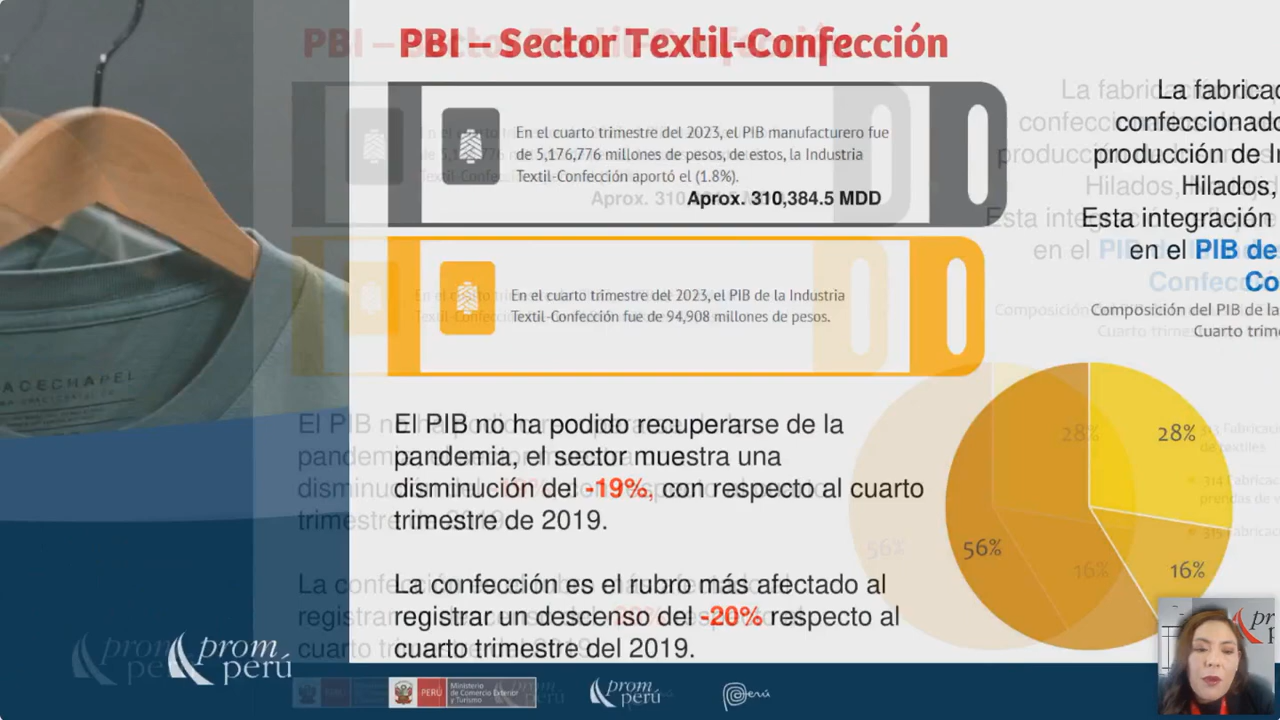 PBI – Sector Textil-Confección
En el cuarto trimestre del 2023, el PIB manufacturero fue
de 5,176,776 millones de pesos, de estos, la Industria
Textil-Confección aportó el (1.8%).
Aprox. 310,384.5 MDD
En el cuarto trimestre del 2023, el PIB de la Industria
Textil-Confección fue de 94,908 millones de pesos.
El PIB no ha podido recuperarse de la
pandemia, el sector muestra una
disminución del -19%, con respecto al cuarto
trimestre de 2019.
La confección es el rubro más afectado al
registrar un descenso del -20% respecto al
cuarto trimestre del 2019.
La fabricac
confeccionado
producción de I
Hilados,
Esta integración
en el PIB de
Co
Composición del PIB de la
Cuarto trim
28%
56%
16%
ACECHAPEL
prom
perú
PERÚ
Ministerio
de Comercio Exterior
y Turismo
prom
perú
Perú